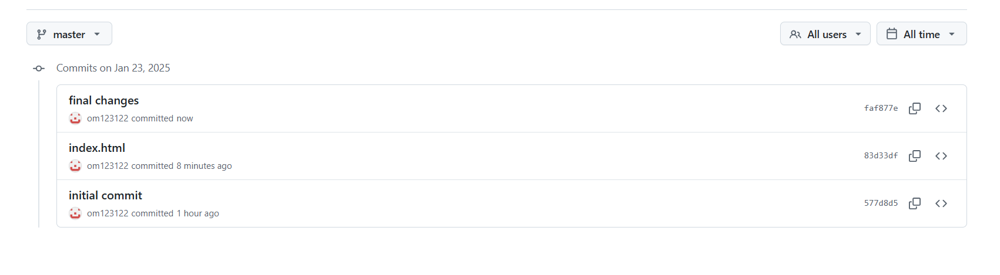 master
All users
All time
Commits on Jan 23, 2025
final changes
om123122 committed now
faf877e
index.html
om123122 committed 8 minutes ago
83d33df
initial commit
om123122 committed 1 hour ago
577d8d5